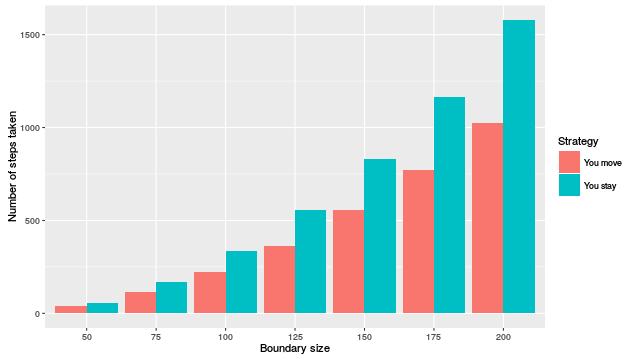 Number of steps taken
1500
1000
500
0
50 75 100 125 150 175 200
Boundary size
Strategy
You move
You stay